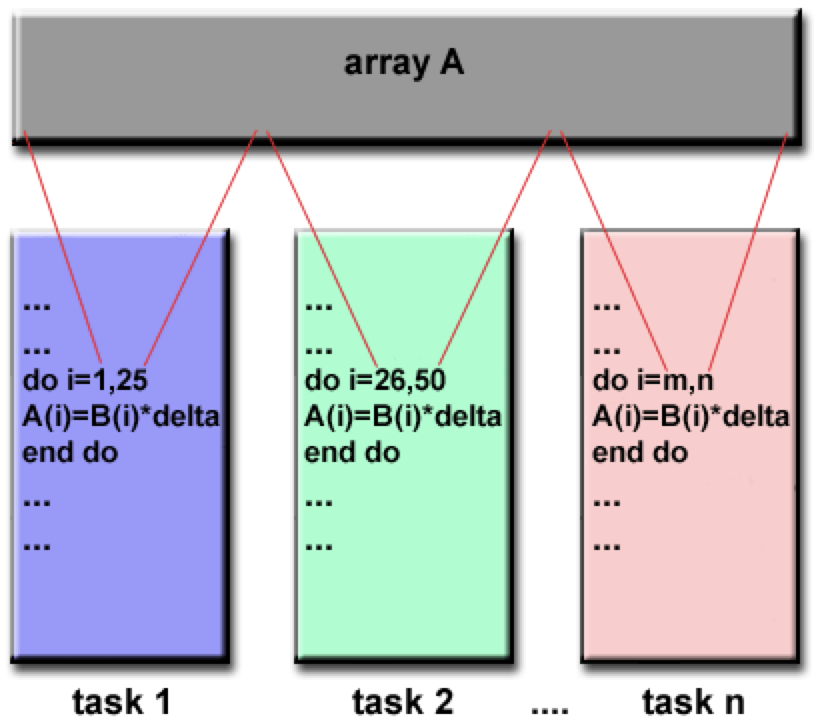 array A
...
...
do i=1,25
A(i)=B(i)*delta
end do
...
...
...
...
do i=26,50
A(i)=B(i)*delta
end do
...
...
...
...
do i=m,n
A(i)=B(i)*delta
end do
...
...
task 1 task 2 .... task n